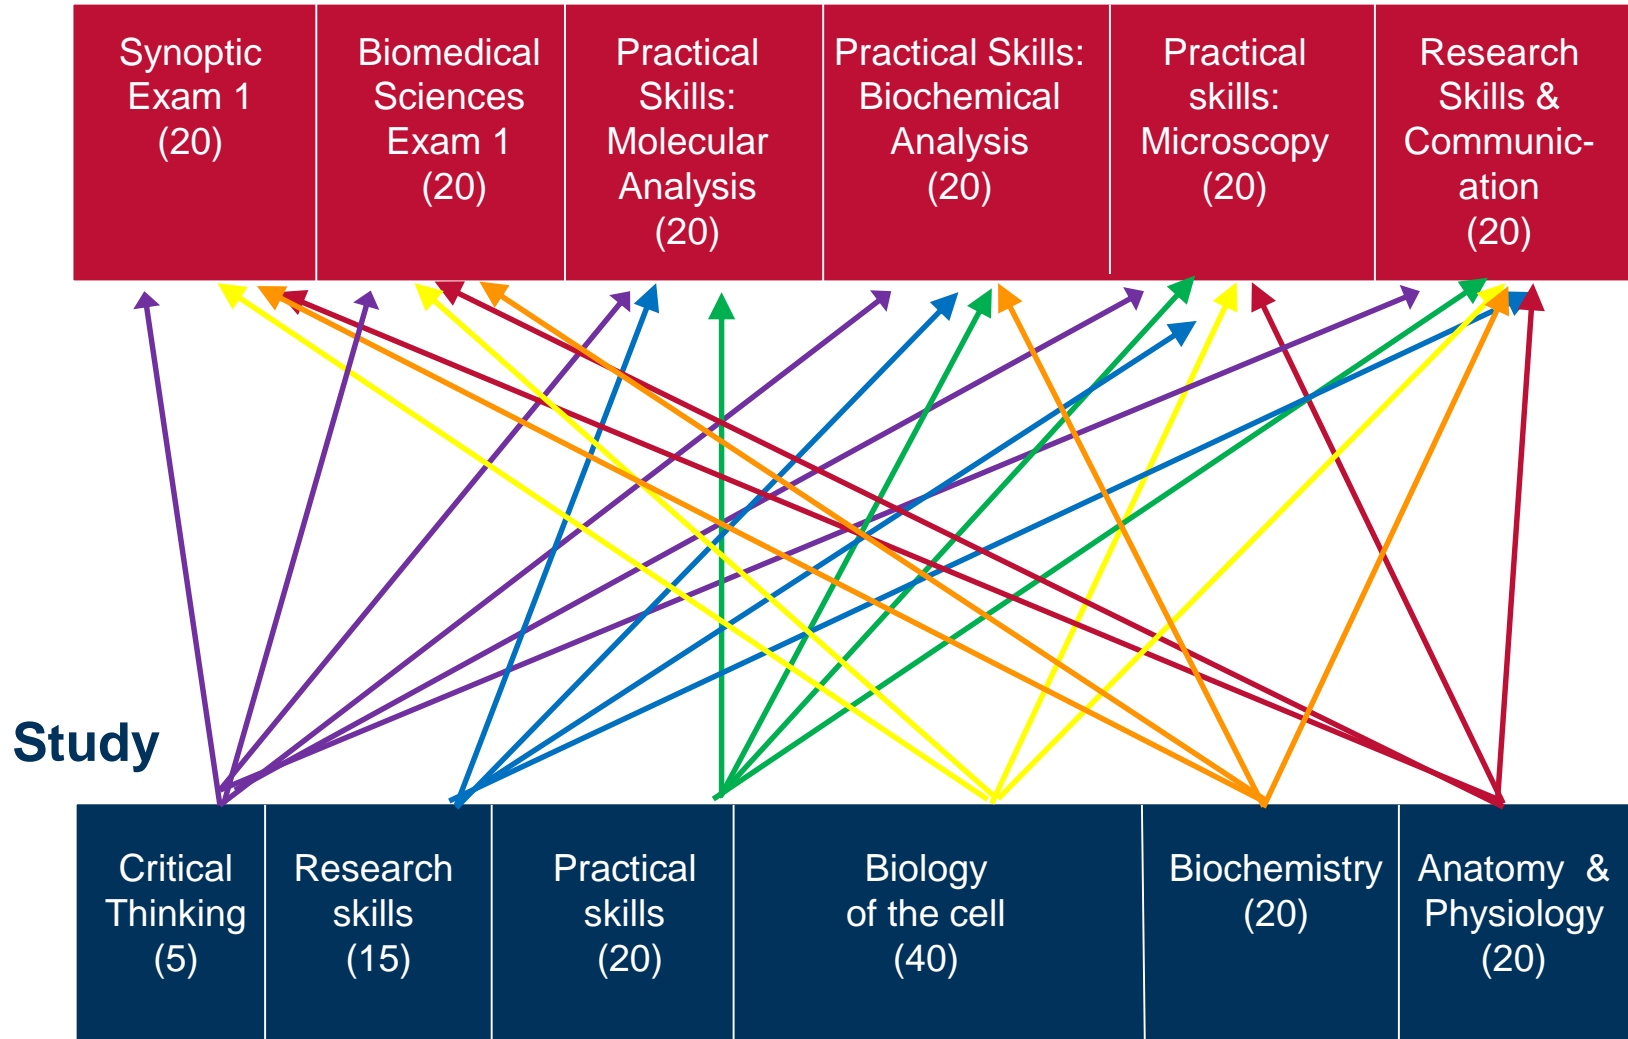 Synoptic
Exam 1
(20)
Biomedical
Sciences
Exam 1
(20)
Practical
Skills:
Molecular
Analysis
(20)
Practical Skills:
Biochemical
Analysis
(20)
Practical
skills:
Microscopy
(20)
Research
Skills &
Communic-
ation
(20)
Study
Critical
Thinking
(5)
Research
skills
(15)
Practical
skills
(20)
Biology
of the cell
(40)
Biochemistry
(20)
Anatomy &
Physiology
(20)